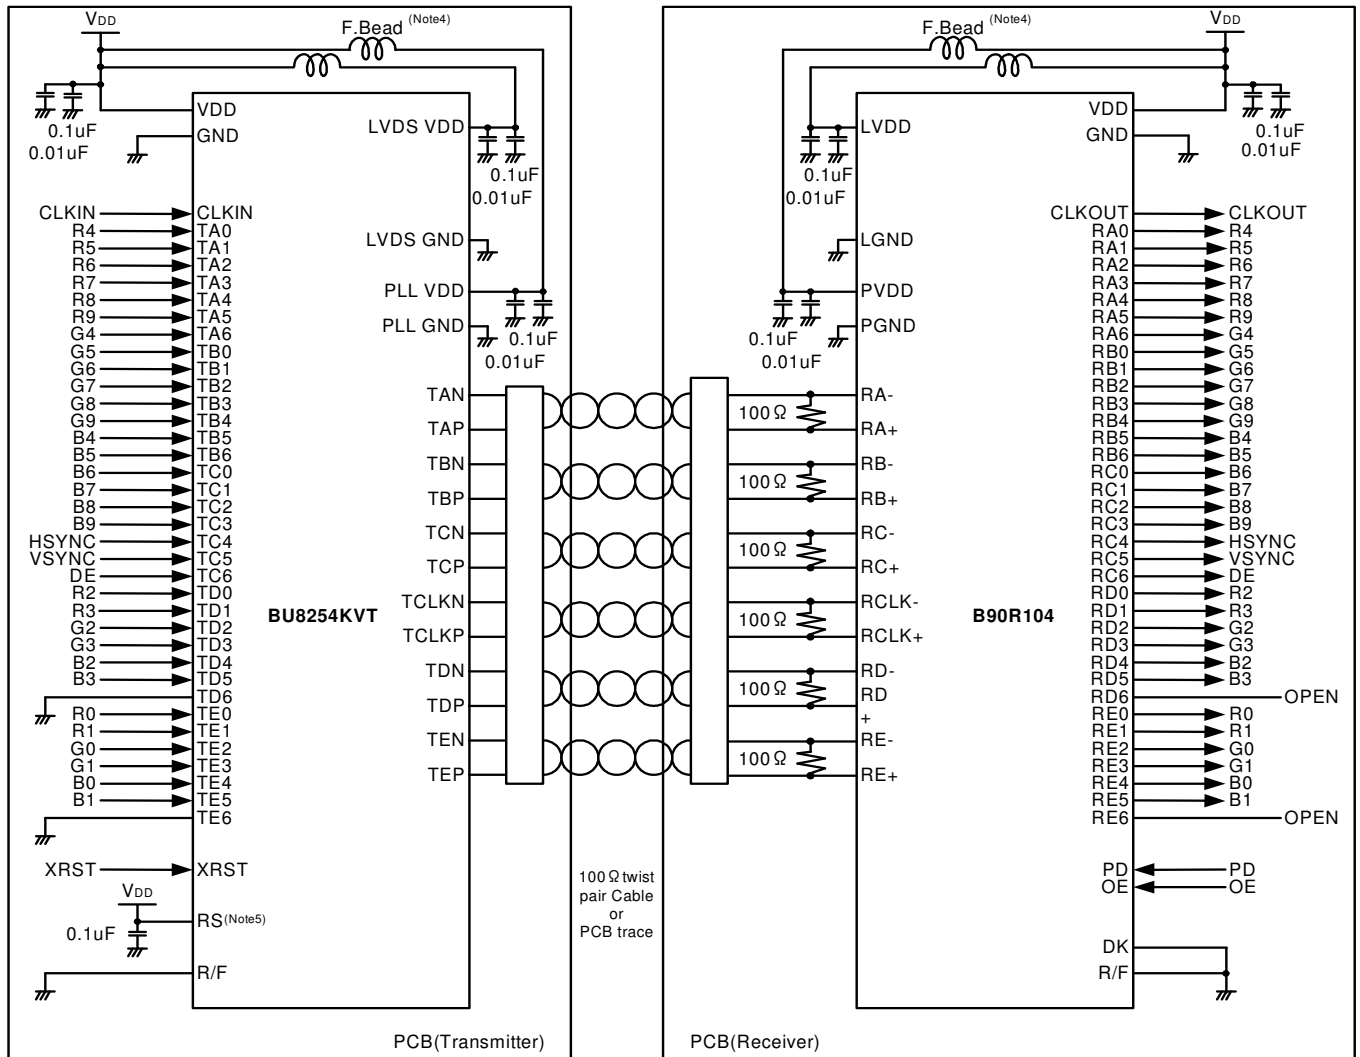 VDD
F.Bead (Note4)
0.1uF
0.01uF
VDD
GND
LVDS VDD
0.1uF
0.01uF
LVDS GND
PLL VDD
PLL GND
0.1uF
0.01uF
CLKIN CLKIN
R4 TA0
R5 TA1
R6 TA2
R7 TA3
R8 TA4
R9 TA5
G4 TA6
G5 TB0
G6 TB1
G7 TB2
G8 TB3
G9 TB4
B4 TB5
B5 TB6
B6 TC0
B7 TC1
B8 TC2
B9 TC3
HSYNC TC4
VSYNC TC5
DE TC6
R2 TD0
R3 TD1
G2 TD2
G3 TD3
B2 TD4
B3 TD5
TD6
R0 TE0
R1 TE1
G0 TE2
G1 TE3
B0 TE4
B1 TE5
TE6
XRST XRST
VDD
RS(Note5)
0.1uF
R/F
BU8254KVT
TAN
TAP
TBN
TBP
TCN
TCP
TCLKN
TCLKP
TDN
TDP
TEN
TEP
PCB(Transmitter)
100Ω twist
pair Cable
or
PCB trace
F.Bead (Note4)
VDD
VDD
GND
0.1uF
0.01uF
LVDD
0.1uF
0.01uF
LGND
PVDD
PGND
0.1uF
0.01uF
100Ω
RA-
RA+
100Ω
RB-
RB+
100Ω
RC-
RC+
100Ω
RCLK-
RCLK+
100Ω
RD-
RD
+
100Ω
RE-
RE+
B90R104
CLKOUT CLKOUT
RA0 R4
RA1 R5
RA2 R6
RA3 R7
RA4 R8
RA5 R9
RA6 G4
RB0 G5
RB1 G6
RB2 G7
RB3 G8
RB4 G9
RB5 B4
RB6 B5
RC0 B6
RC1 B7
RC2 B8
RC3 B9
RC4 HSYNC
RC5 VSYNC
RC6 DE
RD0 R2
RD1 R3
RD2 G2
RD3 G3
RD4 B2
RD5 B3
RD6 OPEN
RE0 R0
RE1 R1
RE2 G0
RE3 G1
RE4 B0
RE5 B1
RE6 OPEN
PD PD
OE OE
DK
R/F
PCB(Receiver)